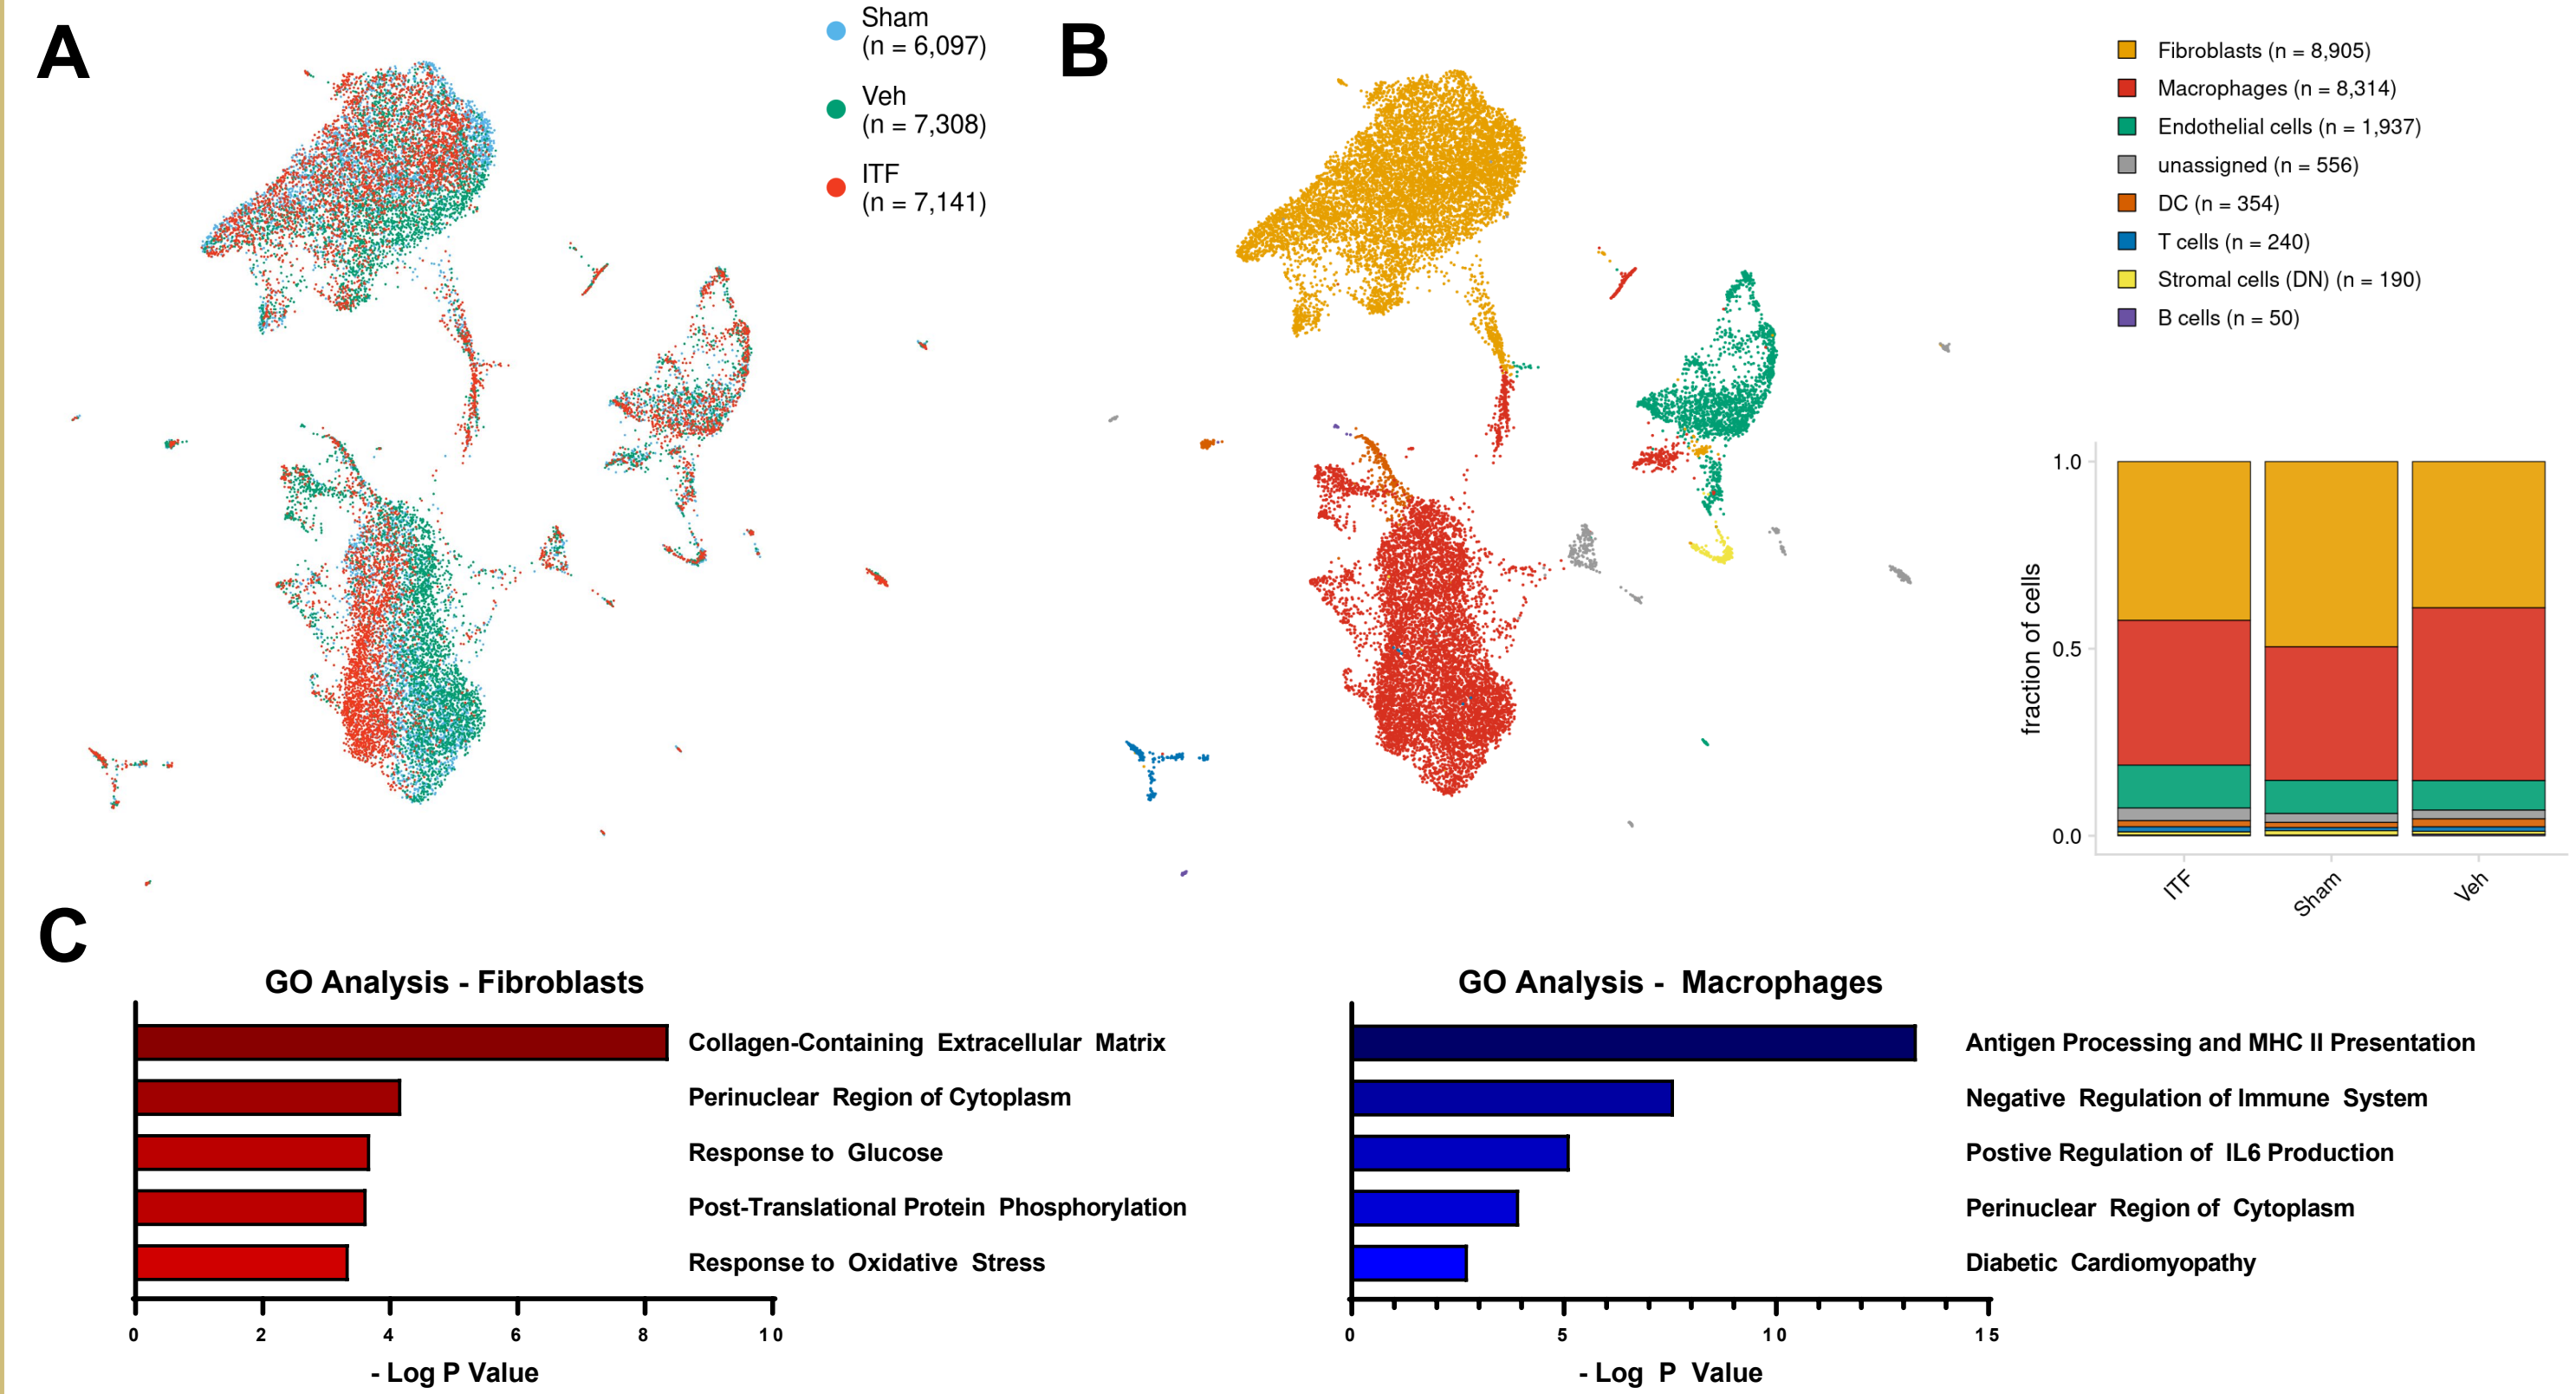 A
Sham
(n = 6,097)
Veh
(n = 7,308)
ITF
(n = 7,141)
B
Fibroblasts (n = 8,905)
Macrophages (n = 8,314)
Endothelial cells (n = 1,937)
unassigned (n = 556)
DC (n = 354)
T cells (n = 240)
Stromal cells (DN) (n = 190)
B cells (n = 50)
fraction of cells
1.0
0.5
0.0
ITF
Sham
Veh
C
GO Analysis - Fibroblasts
Collagen-Containing Extracellular Matrix
Perinuclear Region of Cytoplasm
Response to Glucose
Post-Translational Protein Phosphorylation
Response to Oxidative Stress
0 2 4 6 8 10
- Log P Value
GO Analysis - Macrophages
Antigen Processing and MHC II Presentation
Negative Regulation of Immune System
Postive Regulation of IL6 Production
Perinuclear Region of Cytoplasm
Diabetic Cardiomyopathy
0 5 10 15
- Log P Value